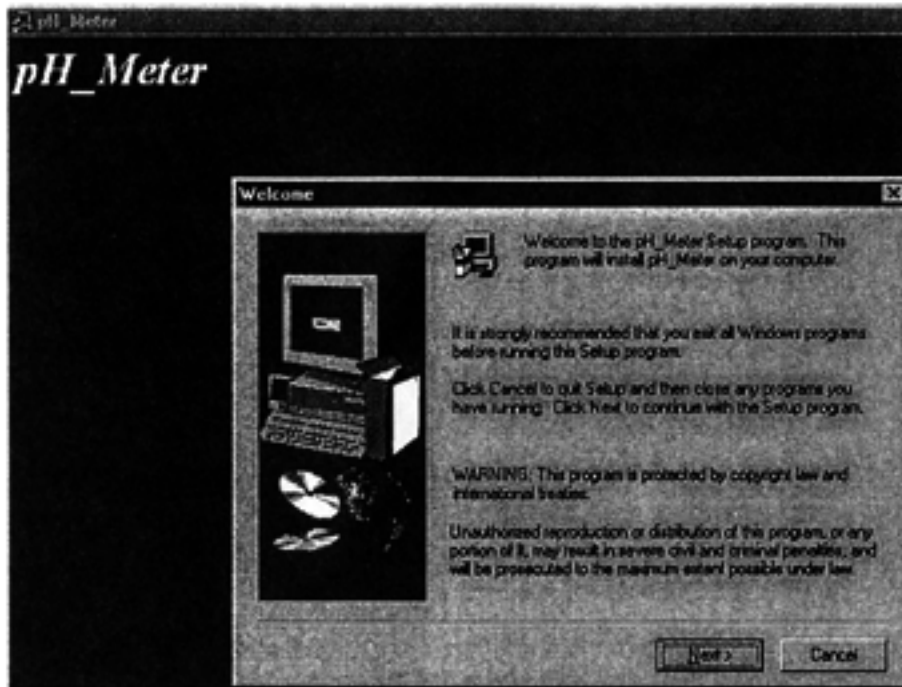 pH_Meter
pH_Meter
Welcome
Welcome to the pH_Meter Setup program. This
program will install pH_Meter on your computer.
It is strongly recommended that you exit all Windows programs
before running this Setup program.
Click Cancel to quit Setup and then close any programs you
have running. Click Next to continue with the Setup program.
WARNING: This program is protected by copyright law and
international treaties.
Unauthorized reproduction or distribution of this program, or any
portion of it, may result in severe civil and criminal penalties, and
will be prosecuted to the maximum extent possible under law.
Next >
Cancel